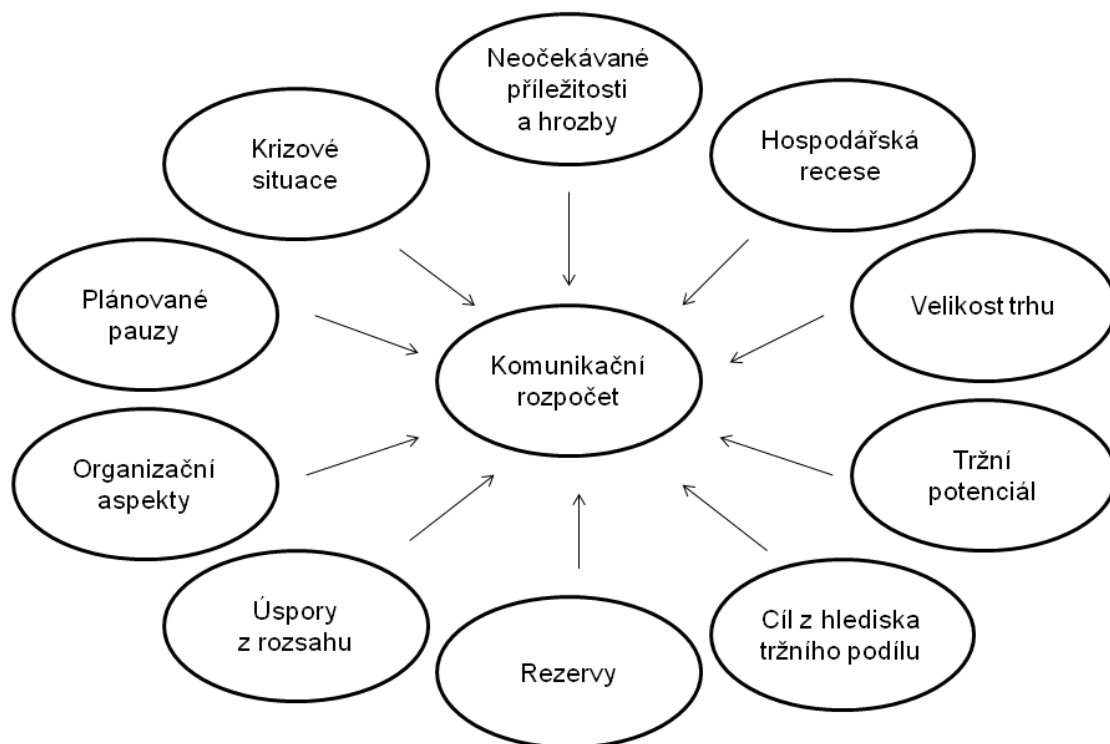 Neočekávané
příležitosti
a hrozby
Krizové
situace
Hospodářská
recese
Plánované
pauzy
Velikost trhu
Komunikační
rozpočet
Organizační
aspekty
Tržní
potenciál
Úspory
z rozsahu
Rezervy
Cíl z hlediska
tržního podílu